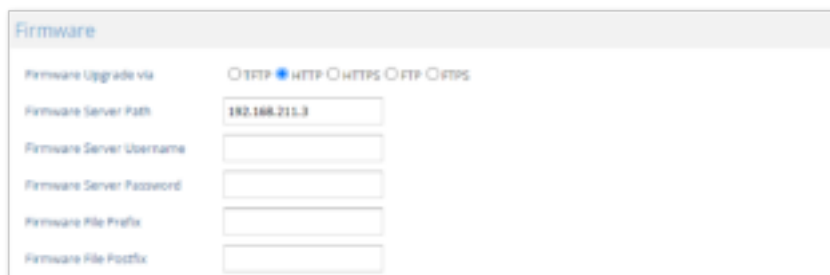 Firmware
Firmware Upgrade via TFTP HTTP HTTPS FTP FTPS
Firmware Server Path 192.168.211.3
Firmware Server Username
Firmware Server Password
Firmware File Prefix
Firmware File Postfix